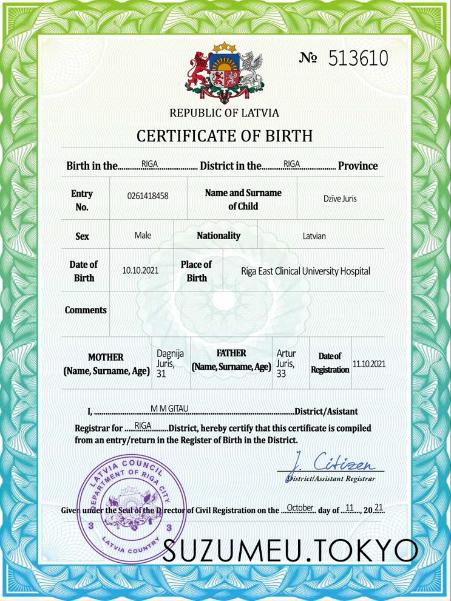 № 513610
REPUBLIC OF LATVIA
CERTIFICATE OF BIRTH
Birth in the RIGA District in the RIGA Province
Entry No. 0261418458 Name and Surname of Child Dzive Juris
Sex Male Nationality Latvian
Date of Birth 10.10.2021 Place of Birth Riga East Clinical University Hospital
Comments
MOTHER (Name, Surname, Age) Dagnija Juris, 31 FATHER (Name, Surname, Age) Artur Juris, 33 Date of Registration 11.10.2021
I, M M GITAU District/Asistant
Registrar for RIGA District, hereby certify that this certificate is compiled
from an entry/return in the Register of Birth in the District.
J. Citizen
District/Assistant Registrar
LATVIA COUNCIL
DEPARTMENT OF RIGA CITY
3 3
LATVIA COUNTRY
Given under the Seal of the Director of Civil Registration on the October day of 11, 20 21
SUZUMEU.TOKYO